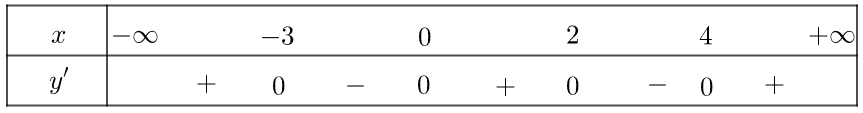 x −∞ −3 0 2 4 +∞
y′ + 0 − 0 + 0 − 0 +